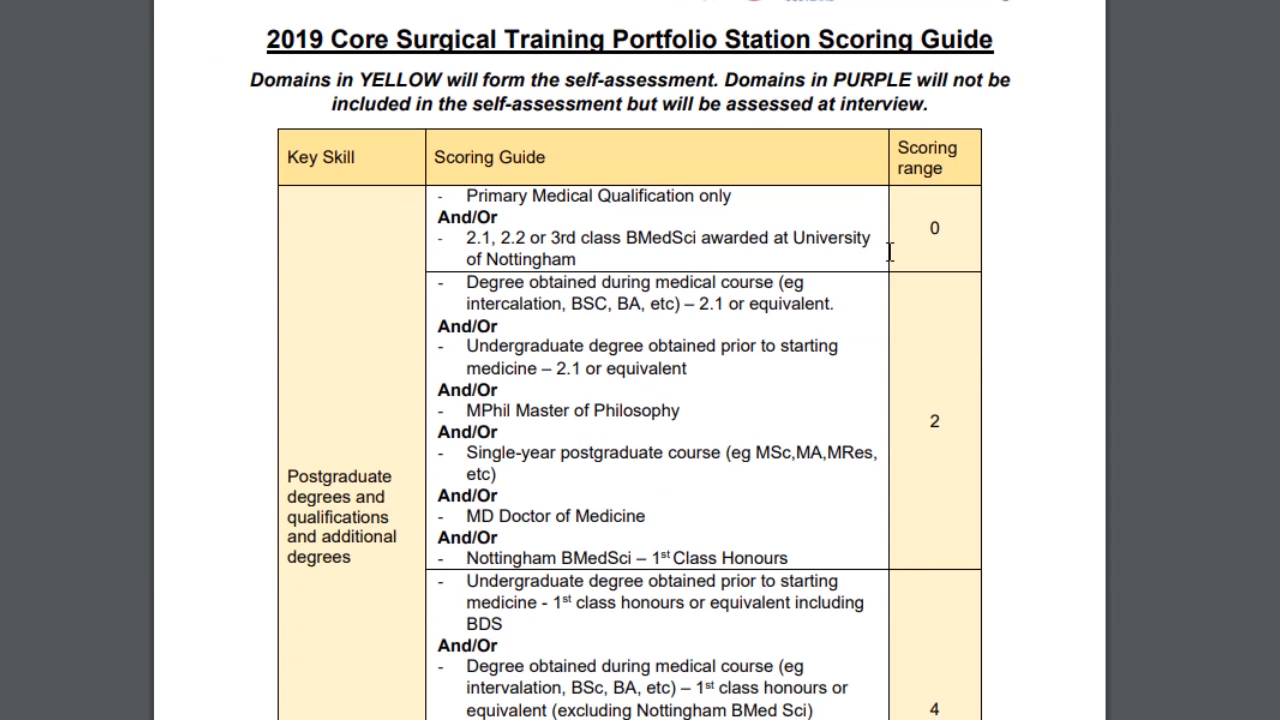 2019 Core Surgical Training Portfolio Station Scoring Guide
Domains in YELLOW will form the self-assessment. Domains in PURPLE will not be
included in the self-assessment but will be assessed at interview.
Key Skill
Scoring Guide
Scoring
range
Postgraduate
degrees and
qualifications
and additional
degrees
- Primary Medical Qualification only
And/Or
- 2.1, 2.2 or 3rd class BMedSci awarded at University
of Nottingham
0
- Degree obtained during medical course (eg
intercalation, BSC, BA, etc) – 2.1 or equivalent.
And/Or
- Undergraduate degree obtained prior to starting
medicine – 2.1 or equivalent
And/Or
- MPhil Master of Philosophy
And/Or
- Single-year postgraduate course (eg MSc,MA,MRes,
etc)
And/Or
- MD Doctor of Medicine
And/Or
- Nottingham BMedSci – 1st Class Honours
2
- Undergraduate degree obtained prior to starting
medicine - 1st class honours or equivalent including
BDS
And/Or
- Degree obtained during medical course (eg
intervalation, BSc, BA, etc) – 1st class honours or
equivalent (excluding Nottingham BMed Sci)
4